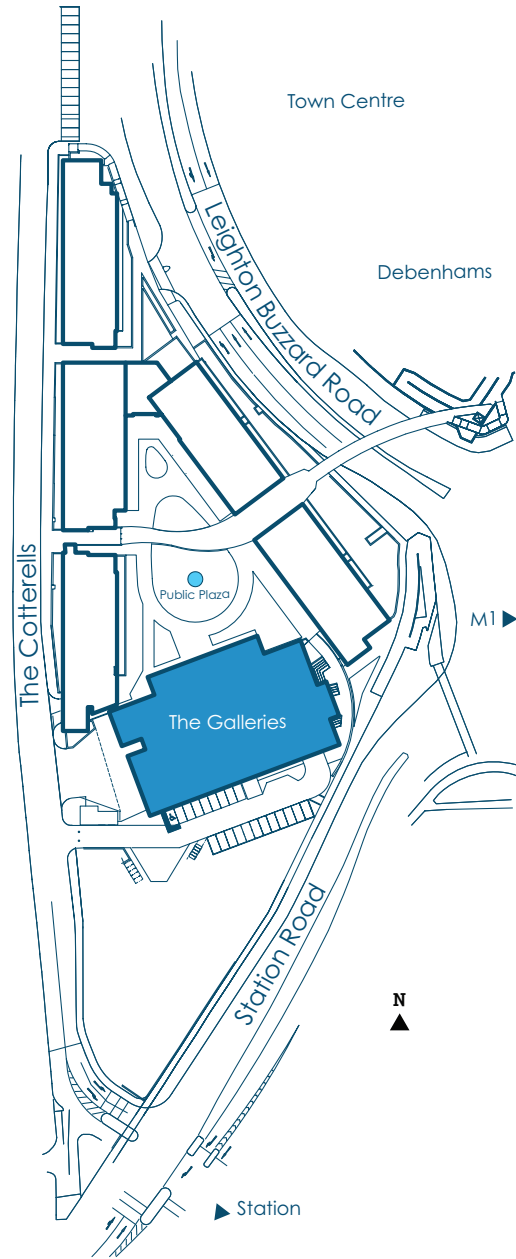 Town Centre
Leighton Buzzard Road
Debenhams
The Cotterells
Public Plaza
M1
The Galleries
Station Road
N
Station